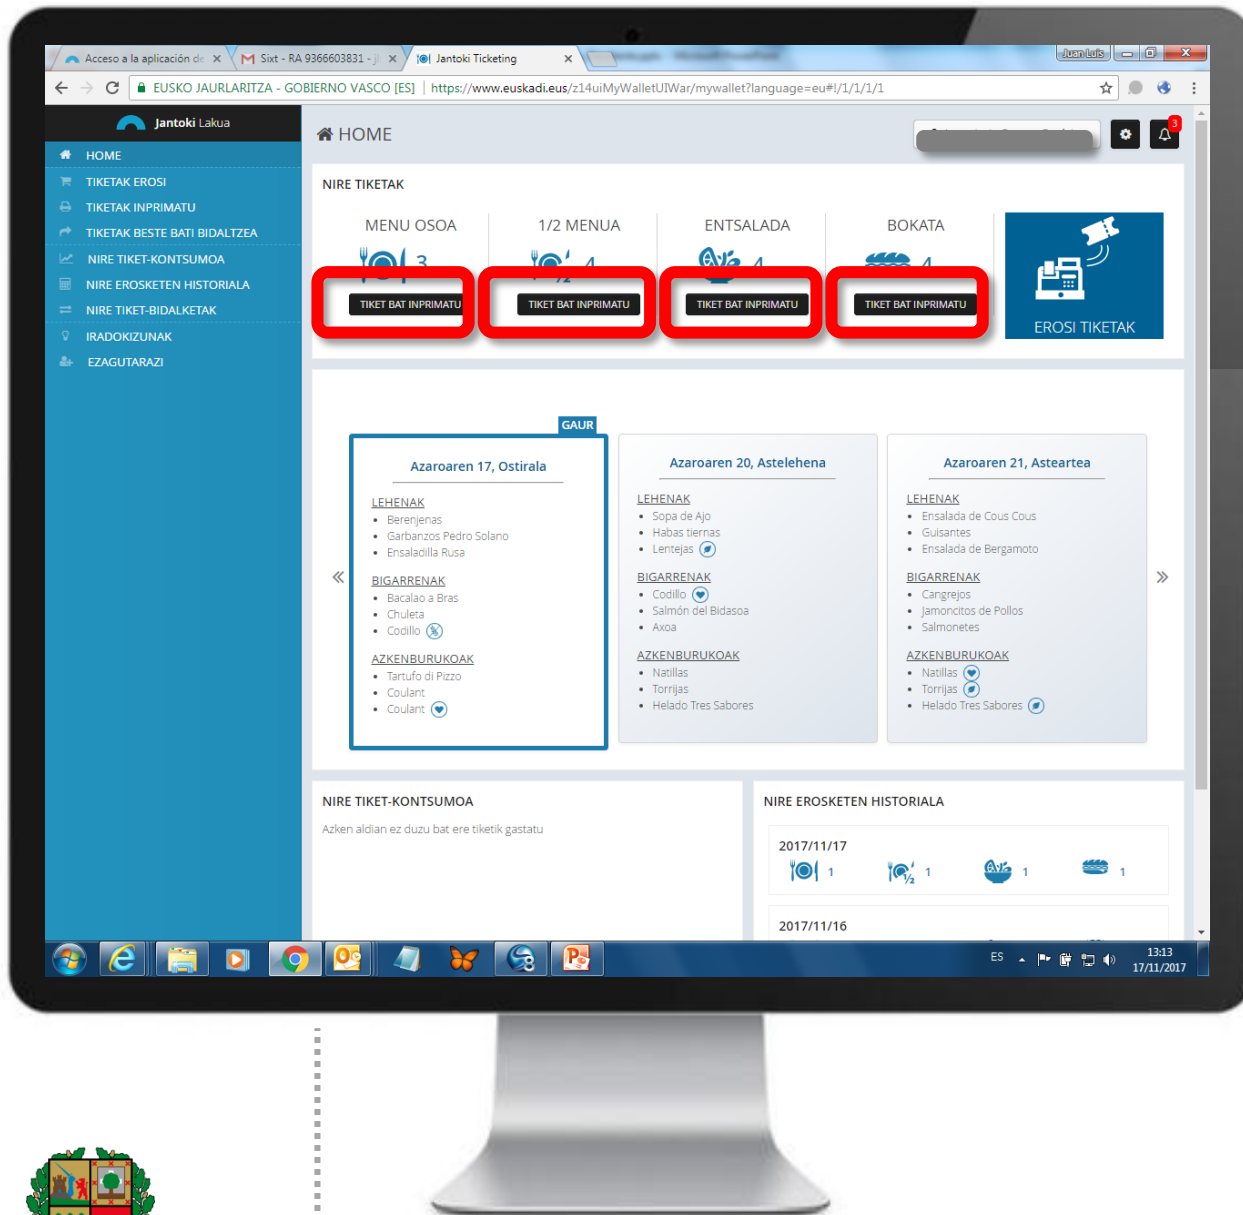 Acceso a la aplicación de
Sixt - RA 9366603831 - j
Jantoki Ticketing
Juan Luis
EUSKO JAURLARITZA - GOBIERNO VASCO [ES]
https://www.euskadi.eus/z14uiMyWalletUIWar/mywallet?language=eu#!/1/1/1/1
Jantoki Lakua
HOME
TIKETAK EROSI
TIKETAK INPRIMATU
TIKETAK BESTE BATI BIDALTZEA
NIRE TIKET-KONTSUMOA
NIRE EROSKETEN HISTORIALA
NIRE TIKET-BIDALKETAK
IRADOKIZUNAK
EZAGUTARAZI
HOME
3
NIRE TIKETAK
MENU OSOA
3
TIKET BAT INPRIMATU
1/2 MENUA
1/2 4
TIKET BAT INPRIMATU
ENTSALADA
4
TIKET BAT INPRIMATU
BOKATA
4
TIKET BAT INPRIMATU
EROSI TIKETAK
GAUR
Azaroaren 17, Ostirala
LEHENAK
• Berenjenas
• Garbanzos Pedro Solano
• Ensaladilla Rusa
BIGARRENAK
• Bacalao a Bras
• Chuleta
• Codillo
AZKENBURUKOAK
• Tartufo di Pizzo
• Coulant
• Coulant
Azaroaren 20, Astelehena
LEHENAK
• Sopa de Ajo
• Habas tiernas
• Lentejas
BIGARRENAK
• Codillo
• Salmón del Bidasoa
• Axoa
AZKENBURUKOAK
• Natillas
• Torrijas
• Helado Tres Sabores
Azaroaren 21, Asteartea
LEHENAK
• Ensalada de Cous Cous
• Guisantes
• Ensalada de Bergamoto
BIGARRENAK
• Cangrejos
• Jamoncitos de Pollos
• Salmonetes
AZKENBURUKOAK
• Natillas
• Torrijas
• Helado Tres Sabores
NIRE TIKET-KONTSUMOA
Azken aldian ez duzu bat ere tiketik gastatu
NIRE EROSKETEN HISTORIALA
2017/11/17
1 1/2 1 1 1
2017/11/16
ES
13:13
17/11/2017